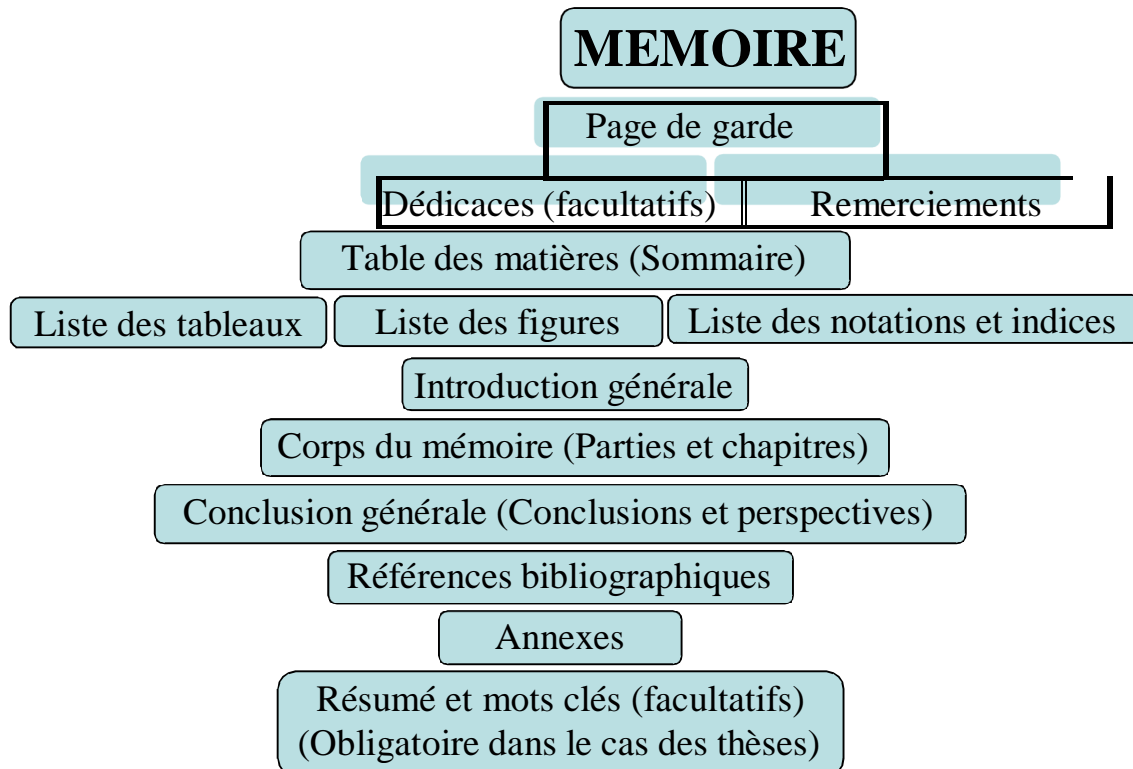 MEMOIRE
Page de garde
Dédicaces (facultatifs) Remerciements
Table des matières (Sommaire)
Liste des tableaux Liste des figures Liste des notations et indices
Introduction générale
Corps du mémoire (Parties et chapitres)
Conclusion générale (Conclusions et perspectives)
Références bibliographiques
Annexes
Résumé et mots clés (facultatifs)
(Obligatoire dans le cas des thèses)